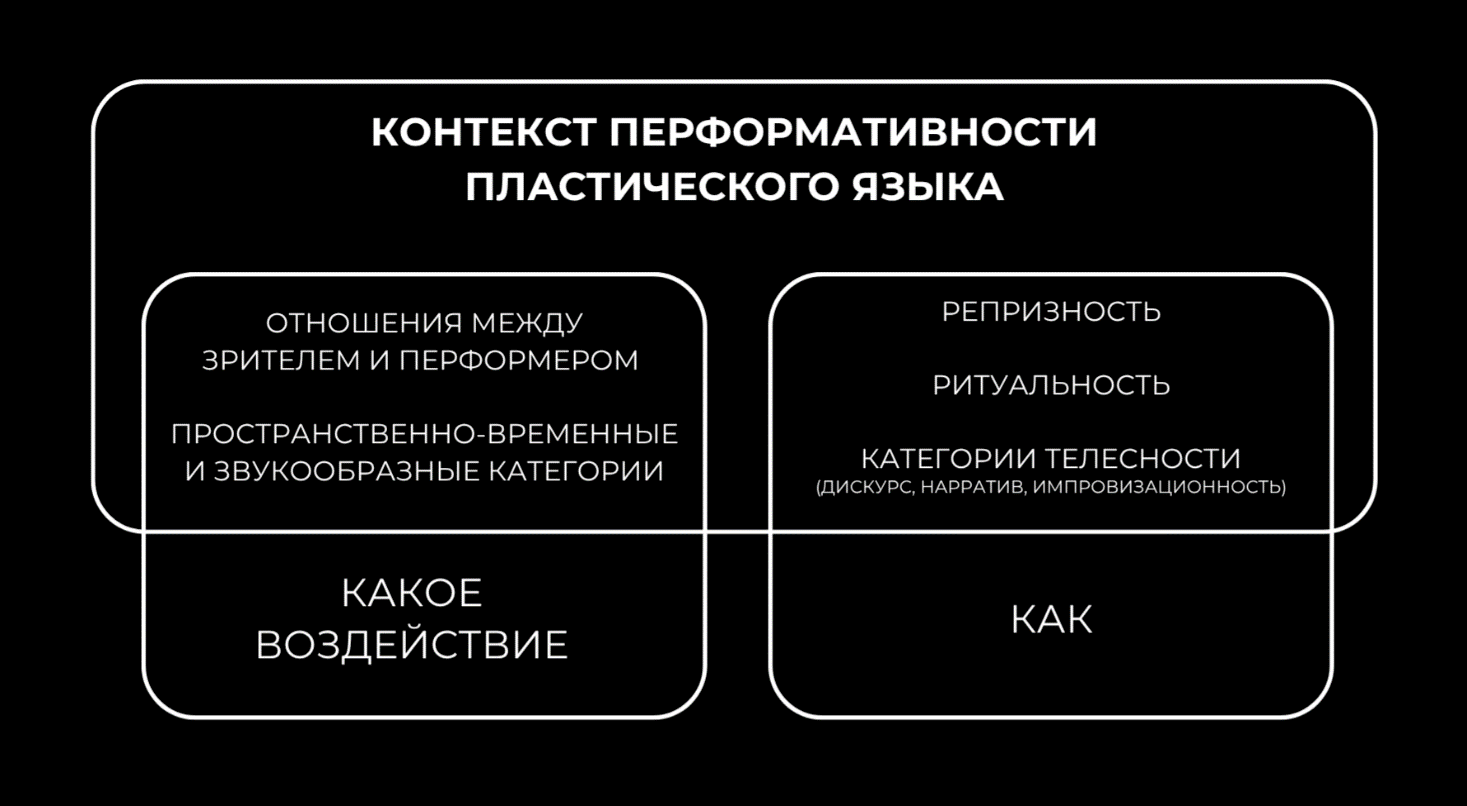 КОНТЕКСТ ПЕРФОРМАТИВНОСТИ
ПЛАСТИЧЕСКОГО ЯЗЫКА
ОТНОШЕНИЯ МЕЖДУ
ЗРИТЕЛЕМ И ПЕРФОРМЕРОМ
ПРОСТРАНСТВЕННО-ВРЕМЕННЫЕ
И ЗВУКООБРАЗНЫЕ КАТЕГОРИИ
КАКОЕ
ВОЗДЕЙСТВИЕ
РЕПРИЗНОСТЬ
РИТУАЛЬНОСТЬ
КАТЕГОРИИ ТЕЛЕСНОСТИ
(ДИСКУРС, НАРРАТИВ, ИМПРОВИЗАЦИОННОСТЬ)
КАК